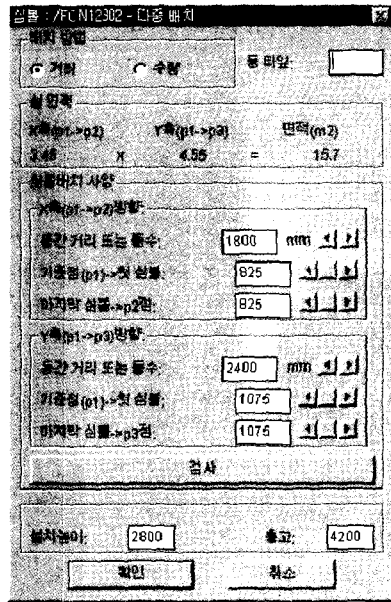 심볼 : /FCN12302 - 다중 배치
배치 방법
거리 수량 등 타입:
실 면적
X축(p1->p2) Y축(p1->p3) 면적(m2)
3.45 x 4.55 = 15.7
심볼배치 사양
X축(p1->p2)방향:
등간 거리 또는 등수: 1800 mm
기준점(p1)->첫 심볼: 825
마지막 심볼->p2점: 825
Y축(p1->p3)방향:
등간 거리 또는 등수: 2400 mm
기준점(p1)->첫 심볼: 1075
마지막 심볼->p3점: 1075
검사
설치높이: 2800 층고: 4200
확인 취소